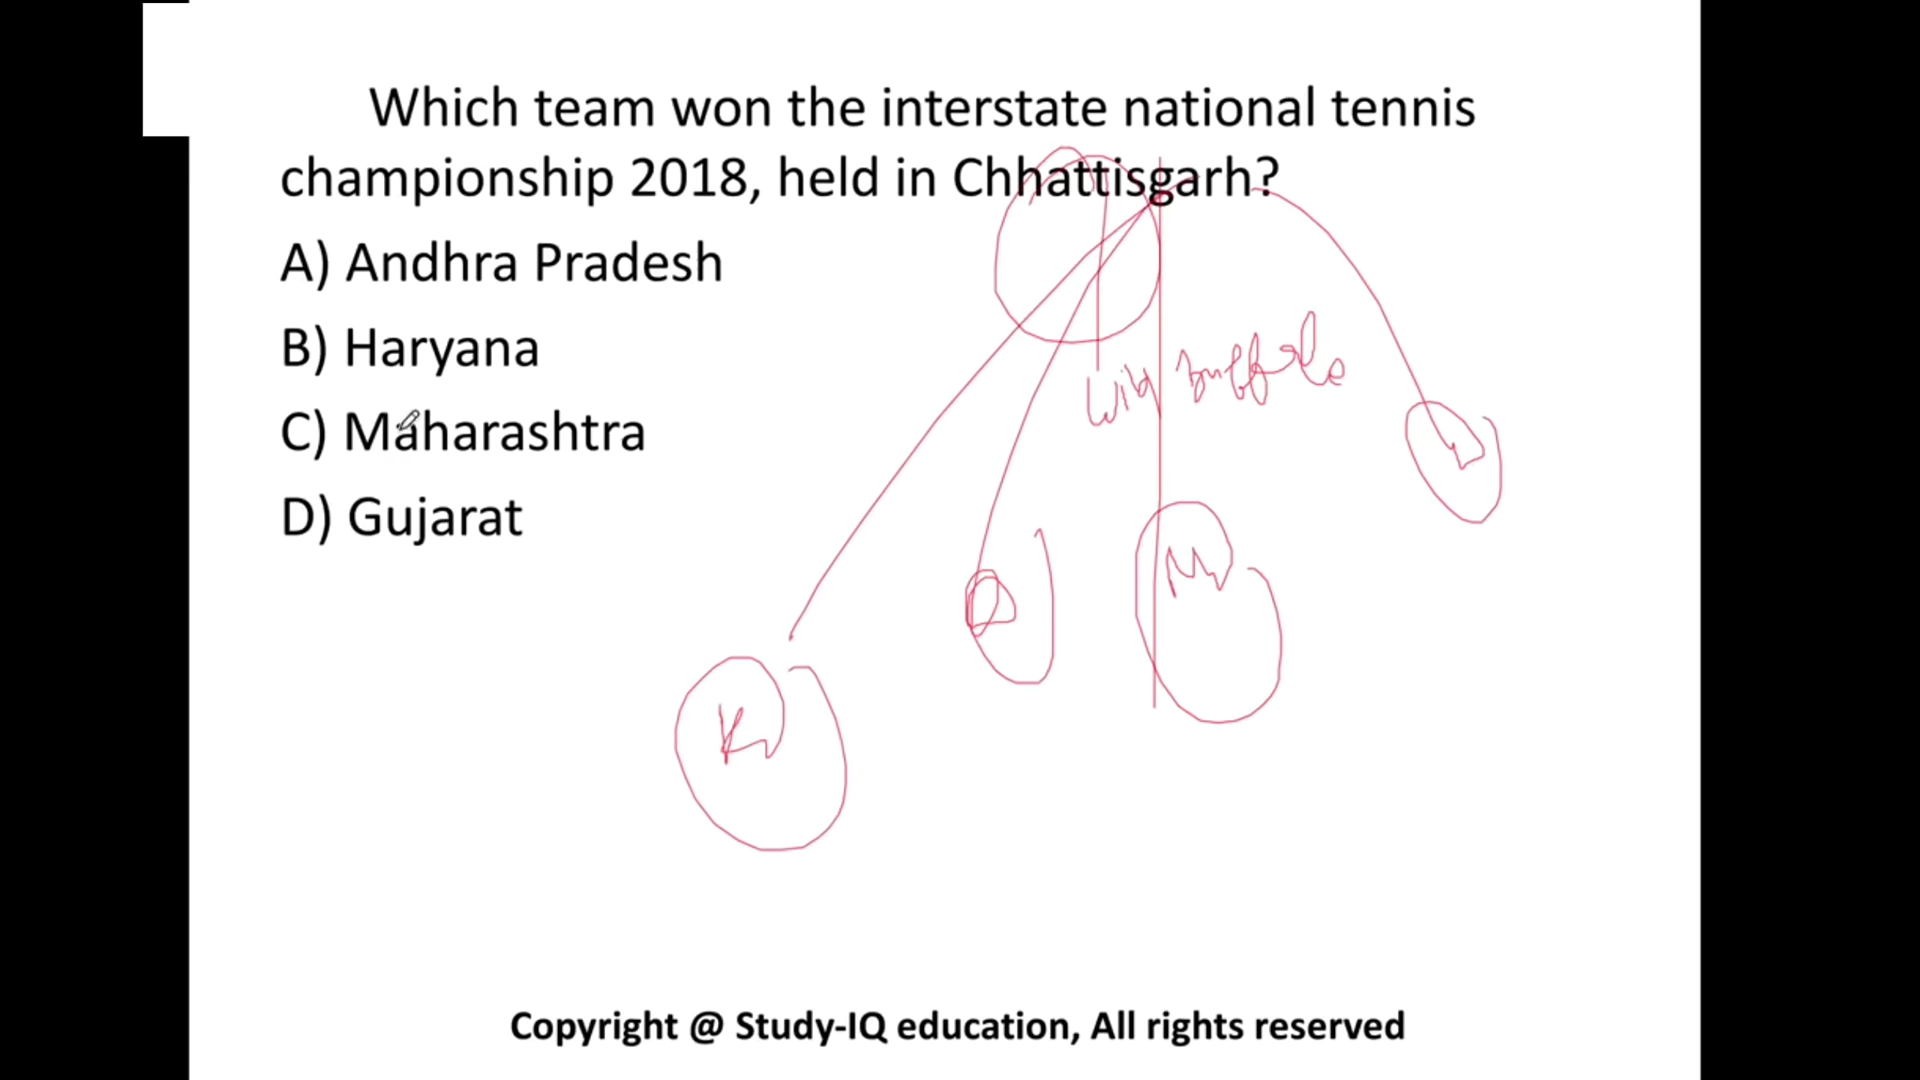 Which team won the interstate national tennis
championship 2018, held in Chhattisgarh?
A) Andhra Pradesh
B) Haryana
C) Maharashtra
D) Gujarat
buffalo
K
D
M
Copyright @ Study-IQ education, All rights reserved